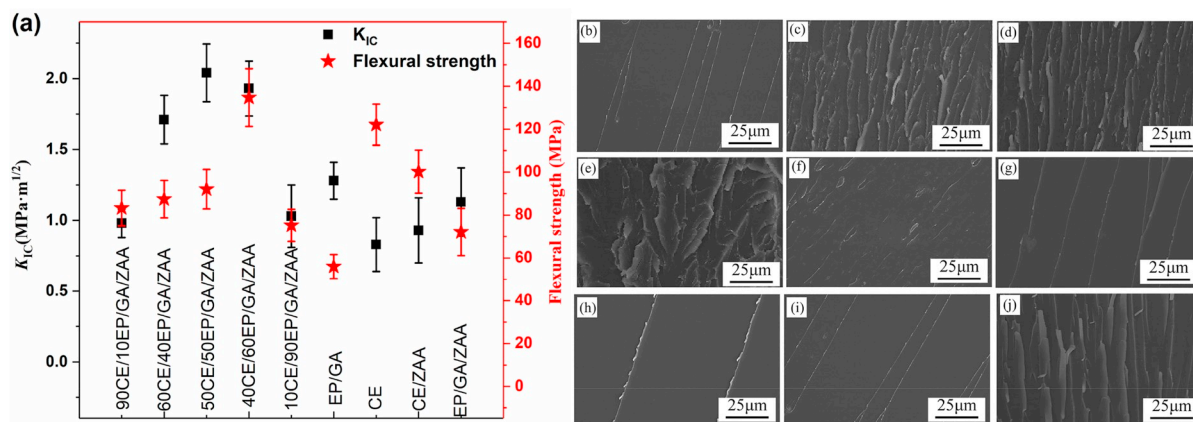 (a)
K_IC
Flexural strength
K_IC (MPa·m^1/2)
2.0
1.5
1.0
0.5
0.0
90CE/10EP/GA/ZAA
60CE/40EP/GA/ZAA
50CE/50EP/GA/ZAA
40CE/60EP/GA/ZAA
10CE/90EP/GA/ZAA
EP/GA
CE
CE/ZAA
EP/GA/ZAA
160
140
120
100
80
60
40
20
0
Flexural strength (MPa)
(b)
25μm
(c)
25μm
(d)
25μm
(e)
25μm
(f)
25μm
(g)
25μm
(h)
25μm
(i)
25μm
(j)
25μm